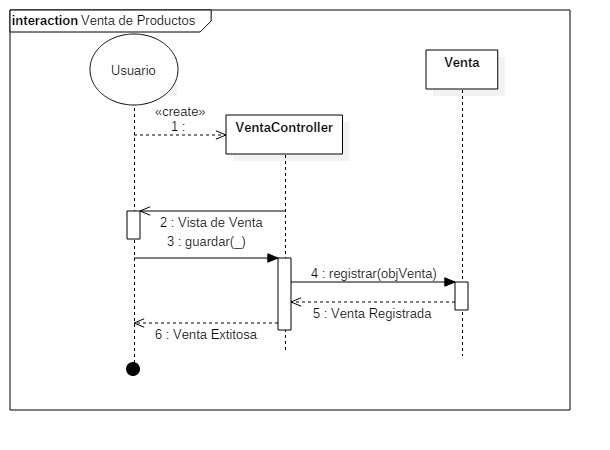 interaction Venta de Productos
Usuario
Venta
«create»
1 :
VentaController
2 : Vista de Venta
3 : guardar(_)
4 : registrar(objVenta)
5 : Venta Registrada
6 : Venta Extitosa